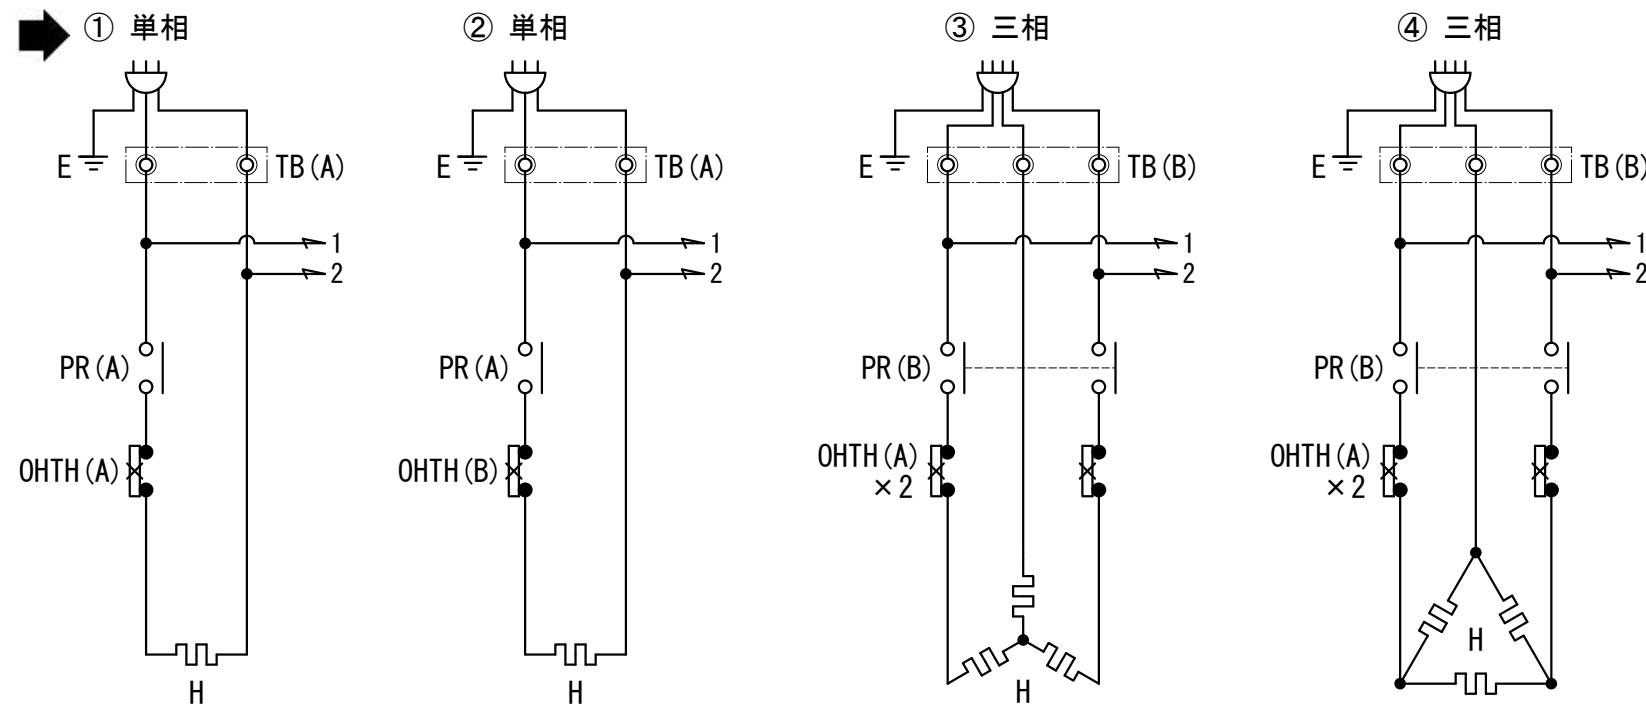 ① 単相
② 単相
③ 三相
④ 三相
E
TB(A)
E
TB(A)
E
TB(B)
E
TB(B)
1
1
1
1
2
2
2
2
PR(A)
PR(A)
PR(B)
PR(B)
OHTH(A)
OHTH(B)
OHTH(A)
×2
OHTH(A)
×2
H
H
H
H